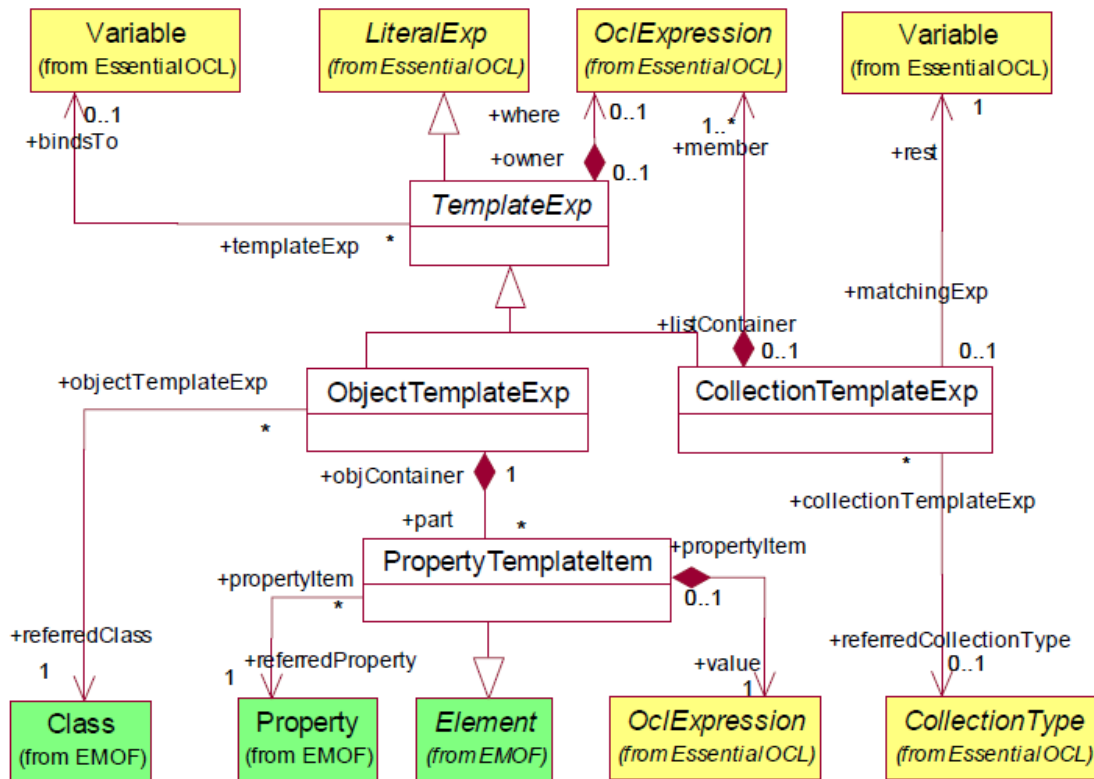 Variable
(from EssentialOCL)
LiteralExp
(from EssentialOCL)
OclExpression
(from EssentialOCL)
Variable
(from EssentialOCL)
0..1
+bindsTo
+where
0..1
+owner
0..1
1..*
+member
1
+rest
TemplateExp
+templateExp
*
+matchingExp
0..1
+listContainer
0..1
+objectTemplateExp
*
ObjectTemplateExp
CollectionTemplateExp
+objContainer
1
*
+collectionTemplateExp
+part
*
PropertyTemplateItem
+propertyItem
*
+propertyItem
0..1
+referredClass
1
+referredProperty
1
+value
1
+referredCollectionType
0..1
Class
(from EMOF)
Property
(from EMOF)
Element
(from EMOF)
OclExpression
(from EssentialOCL)
CollectionType
(from EssentialOCL)